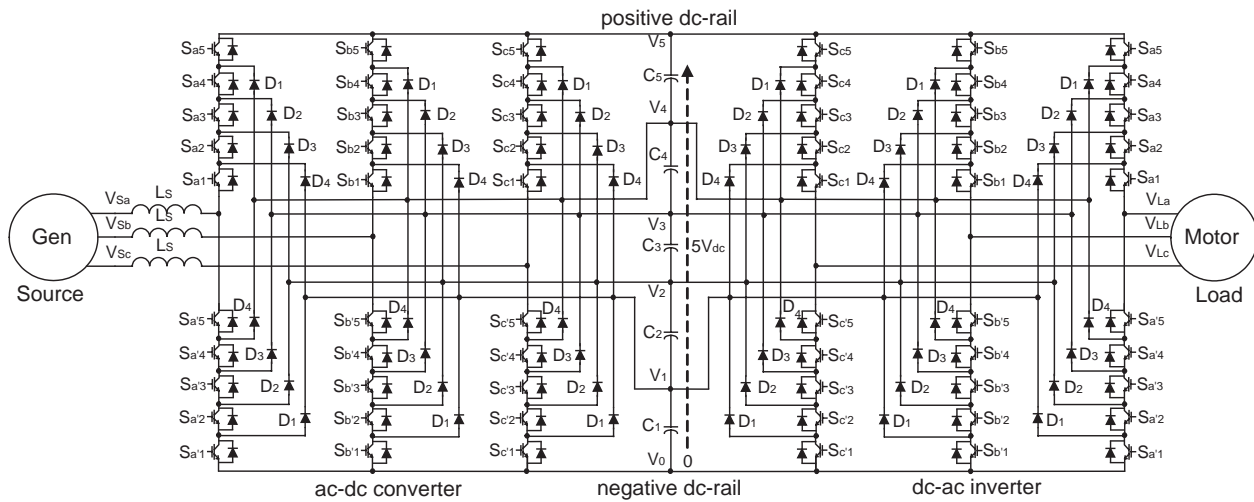 positive dc-rail
Sa5 Sb5 Sc5 V5 Sc5 Sb5 Sa5
Sa4 D1 Sb4 D1 Sc4 D1 C5 D1 Sc4 D1 Sb4 D1 Sa4
Sa3 D2 Sb3 D2 Sc3 D2 V4 D2 Sc3 D2 Sb3 D2 Sa3
Sa2 D3 Sb2 D3 Sc2 D3 C4 D3 Sc2 D3 Sb2 D3 Sa2
Sa1 D4 Sb1 D4 Sc1 D4 D4 Sc1 D4 Sb1 D4 Sa1
VSa LS VLa
Gen VSb LS V3 VLb Motor
VSc LS C3 5Vdc VLc
Source V2 Load
Sa'5 D4 Sb'5 D4 Sc'5 D4 Sc'5 D4 Sb'5 D4 Sa'5
Sa'4 D3 Sb'4 D3 Sc'4 D3 C2 D3 Sc'4 D3 Sb'4 D3 Sa'4
Sa'3 D2 Sb'3 D2 Sc'3 D2 V1 D2 Sc'3 D2 Sb'3 D2 Sa'3
Sa'2 D1 Sb'2 D1 Sc'2 D1 C1 D1 Sc'2 D1 Sb'2 D1 Sa'2
Sa'1 Sb'1 Sc'1 V0 0 Sc'1 Sb'1 Sa'1
ac-dc converter negative dc-rail dc-ac inverter